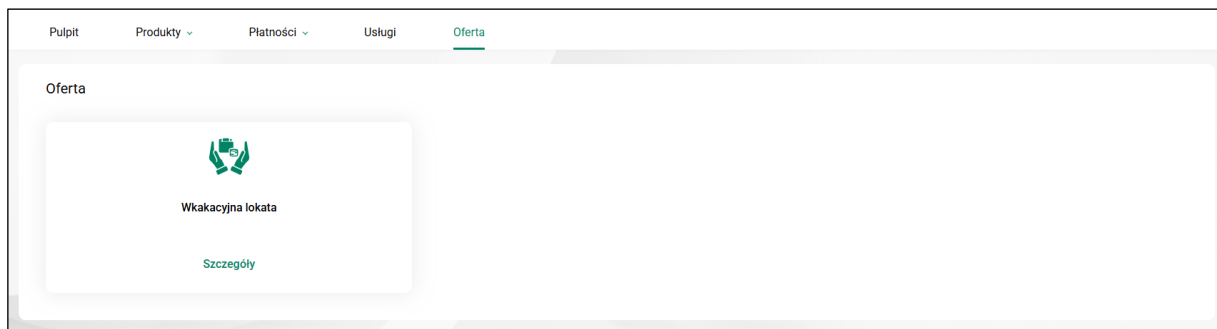 Pulpit Produkty Płatności Usługi Oferta
Oferta
Wkakacyjna lokata
Szczegóły